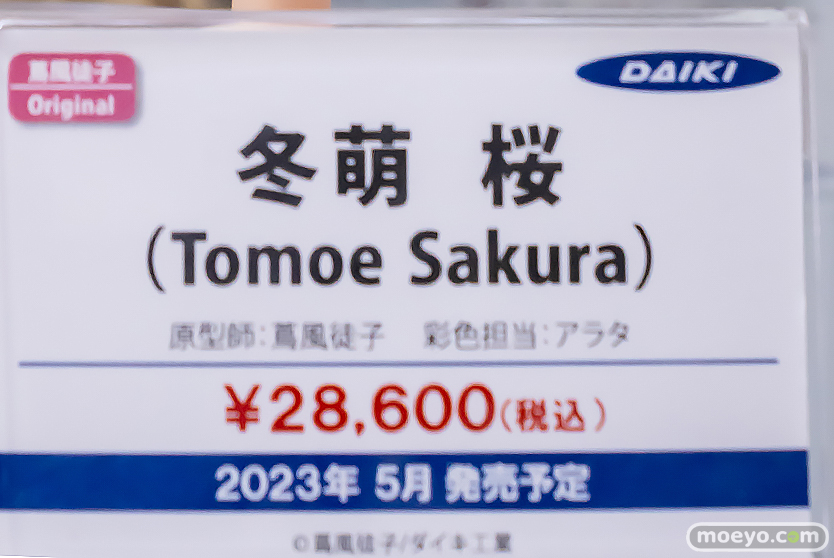 蔦風徒子
Original
DAIKI
冬萌 桜
(Tomoe Sakura)
原型師：蔦風徒子 彩色担当：アラタ
¥28,600(税込)
2023年 5月 発売予定
©蔦風徒子/ダイキ工業
moeyo.com